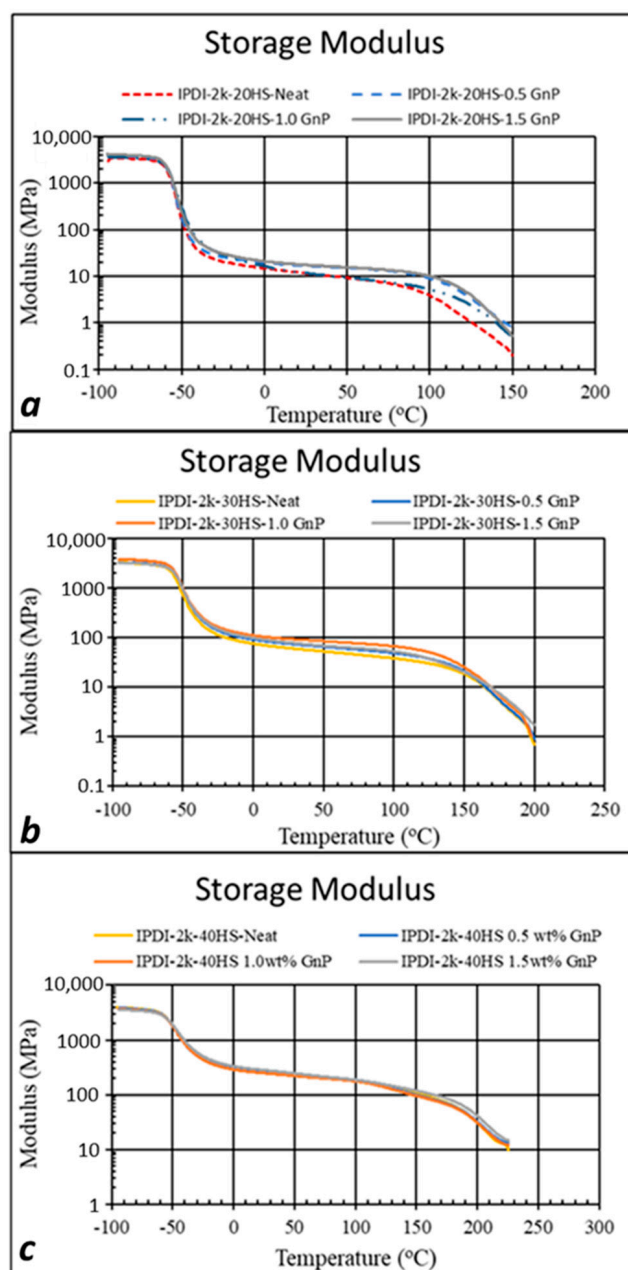 Storage Modulus
IPDI-2k-20HS-Neat IPDI-2k-20HS-0.5 GnP
IPDI-2k-20HS-1.0 GnP IPDI-2k-20HS-1.5 GnP
10,000
1000
100
10
1
0.1
Modulus (MPa)
-100 -50 0 50 100 150 200
Temperature (°C)
a
Storage Modulus
IPDI-2k-30HS-Neat IPDI-2k-30HS-0.5 GnP
IPDI-2k-30HS-1.0 GnP IPDI-2k-30HS-1.5 GnP
10,000
1000
100
10
1
0.1
Modulus (MPa)
-100 -50 0 50 100 150 200 250
Temperature (°C)
b
Storage Modulus
IPDI-2k-40HS-Neat IPDI-2k-40HS 0.5 wt% GnP
IPDI-2k-40HS 1.0wt% GnP IPDI-2k-40HS 1.5wt% GnP
10,000
1000
100
10
1
Modulus (MPa)
-100 -50 0 50 100 150 200 250 300
Temperature (°C)
c